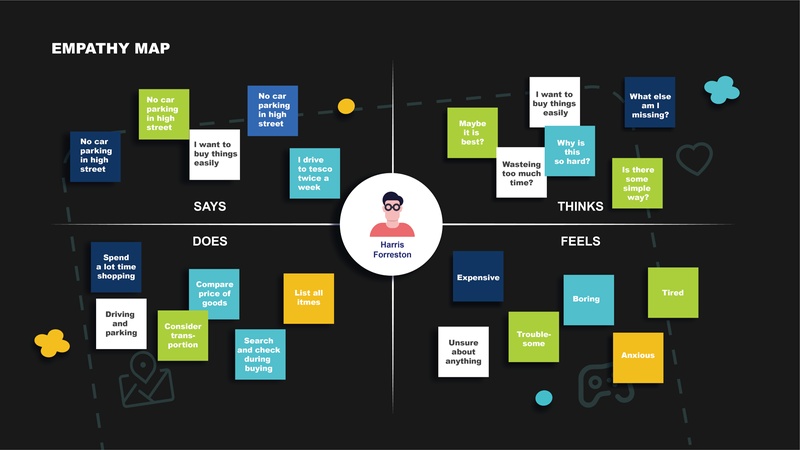 EMPATHY MAP
No car
parking
in high
street
No car
parking
in high
street
No car
parking
in high
street
I want to
buy things
easily
I drive
to tesco
twice a
week
SAYS
I want to
buy things
easily
What else
am I
missing?
Maybe
it is
best?
Why is
this
so hard?
Wasteing
too much
time?
Is there
some
simple
way?
THINKS
Harris
Forreston
DOES
Spend
a lot time
shopping
Compare
price of
goods
List all
itmes
Driving
and
parking
Consider
trans-
portion
Search
and check
during
buying
FEELS
Expensive
Boring
Tired
Unsure
about
anything
Trouble-
some
Anxious